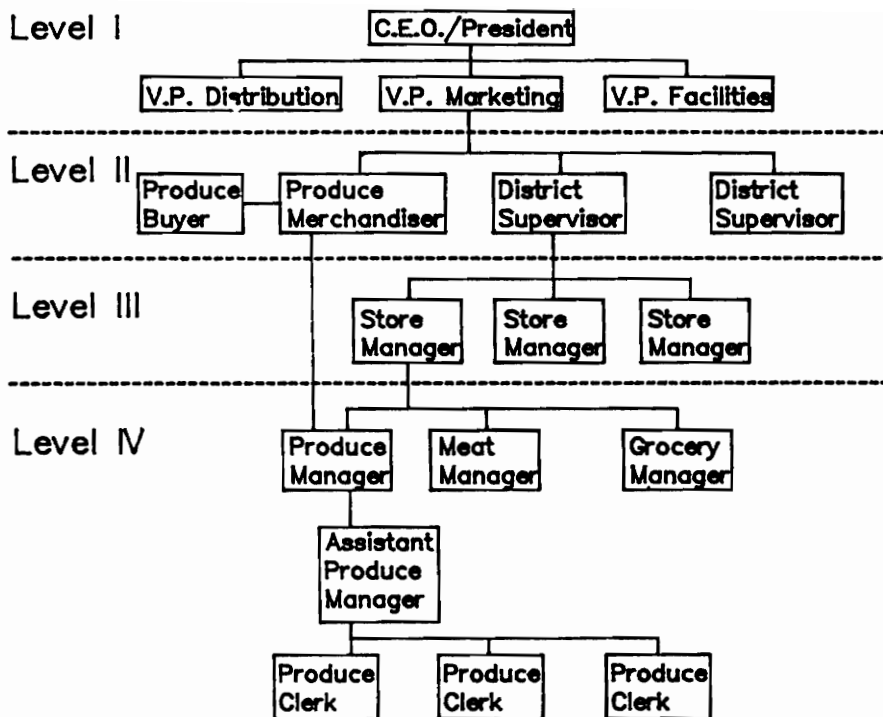 Level I
C.E.O./President
V.P. Distribution
V.P. Marketing
V.P. Facilities
Level II
Produce
Buyer
Produce
Merchandiser
District
Supervisor
District
Supervisor
Level III
Store
Manager
Store
Manager
Store
Manager
Level IV
Produce
Manager
Meat
Manager
Grocery
Manager
Assistant
Produce
Manager
Produce
Clerk
Produce
Clerk
Produce
Clerk